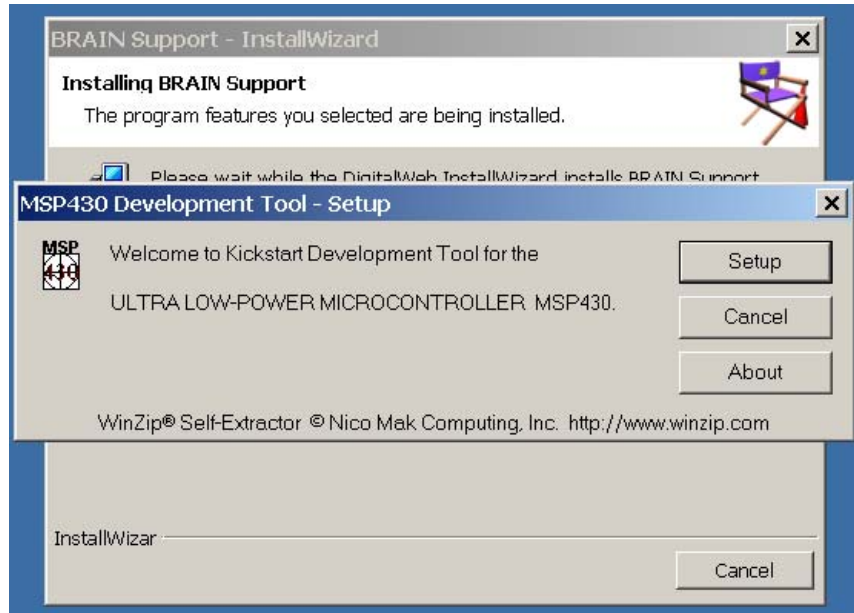 BRAIN Support - InstallWizard
Installing BRAIN Support
The program features you selected are being installed.
Please wait while the DigitalWeb InstallWizard installs BRAIN Support
MSP430 Development Tool - Setup
MSP
430
Welcome to Kickstart Development Tool for the
ULTRA LOW-POWER MICROCONTROLLER MSP430.
Setup
Cancel
About
WinZip® Self-Extractor © Nico Mak Computing, Inc. http://www.winzip.com
InstallWizar
Cancel